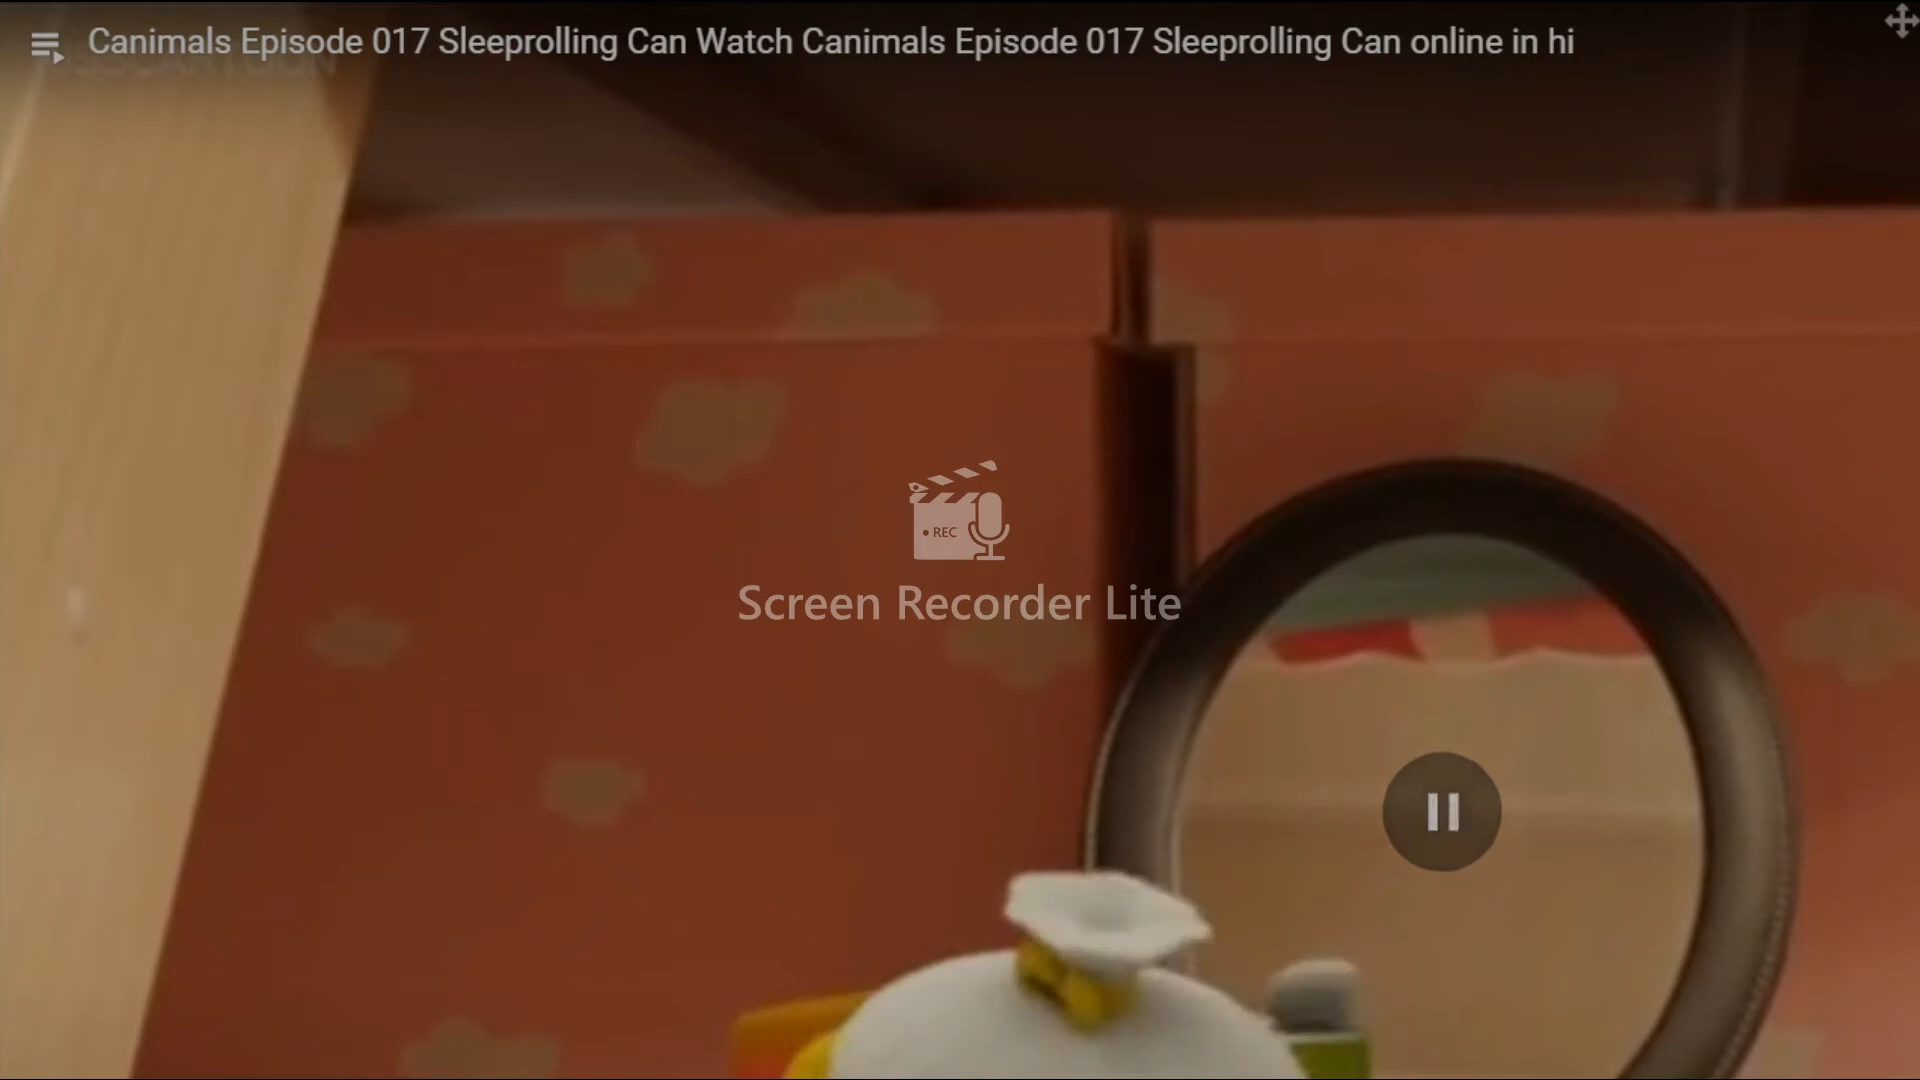 Canimals Episode 017 Sleeprolling Can Watch Canimals Episode 017 Sleeprolling Can online in hi
REC
Screen Recorder Lite